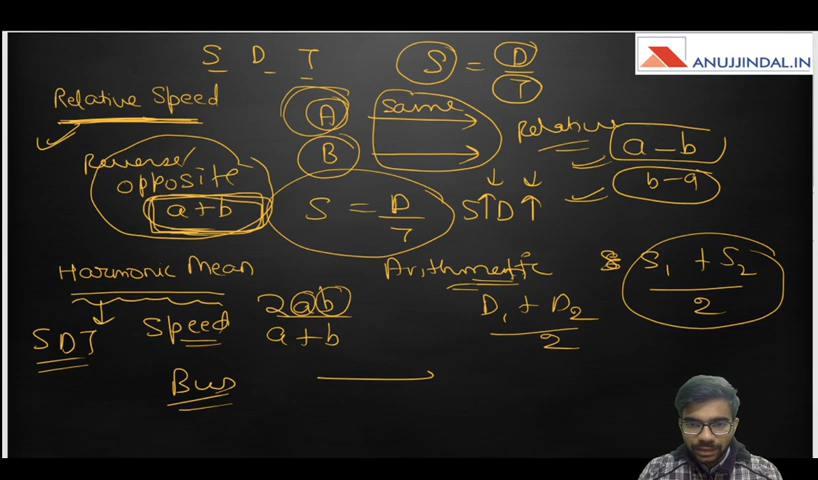 S D T
S = D/T
ANUJJINDAL.IN
Relative Speed
A
same
B
Relative
a - b
b - a
Reverse/
opposite
a + b
S = D/T
S↑D↑
Harmonic Mean
Arithmetic
S₁ + S₂
2
SDT
Speed
2ab
a + b
D₁ + D₂
2
Bus